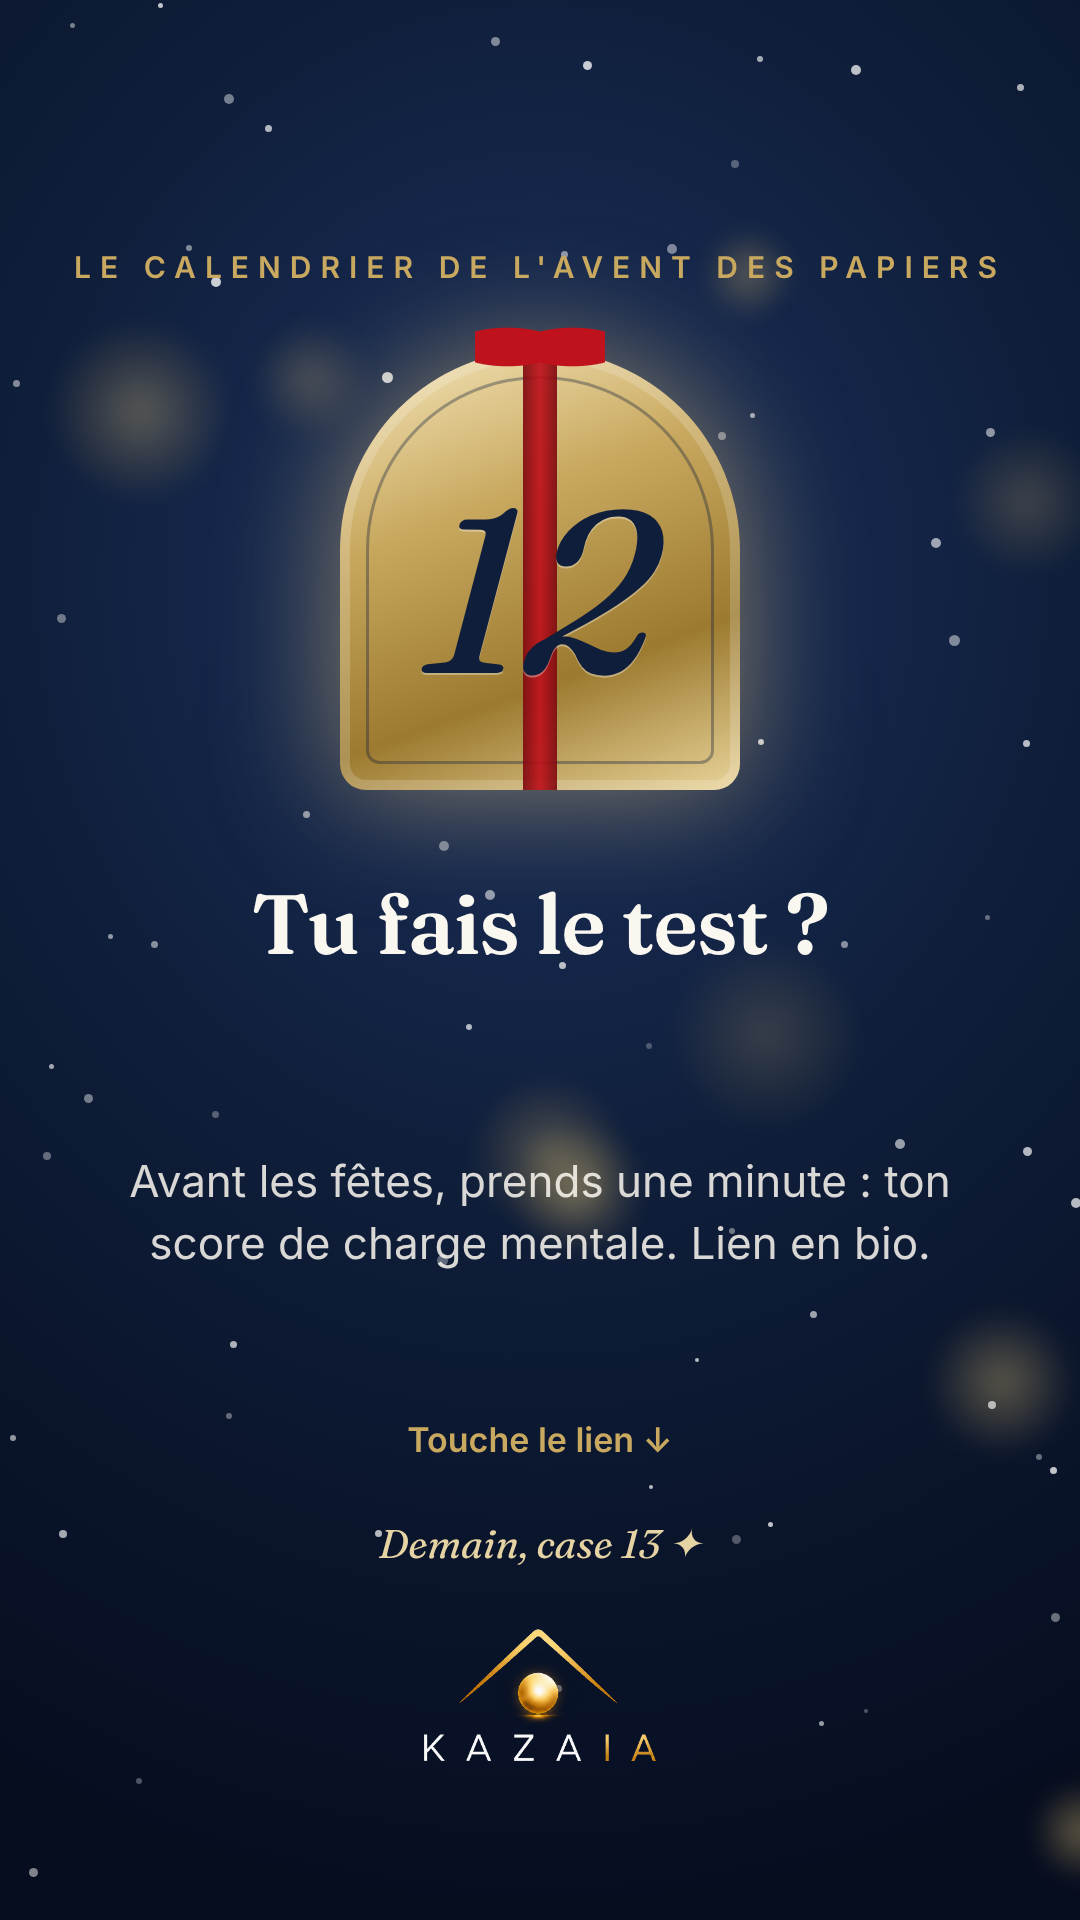 LE CALENDRIER DE L'AVENT DES PAPIERS
12
Tu fais le test ?
Avant les fêtes, prends une minute : ton
score de charge mentale. Lien en bio.
Touche le lien ↓
Demain, case 13 ✦
KAZAIA